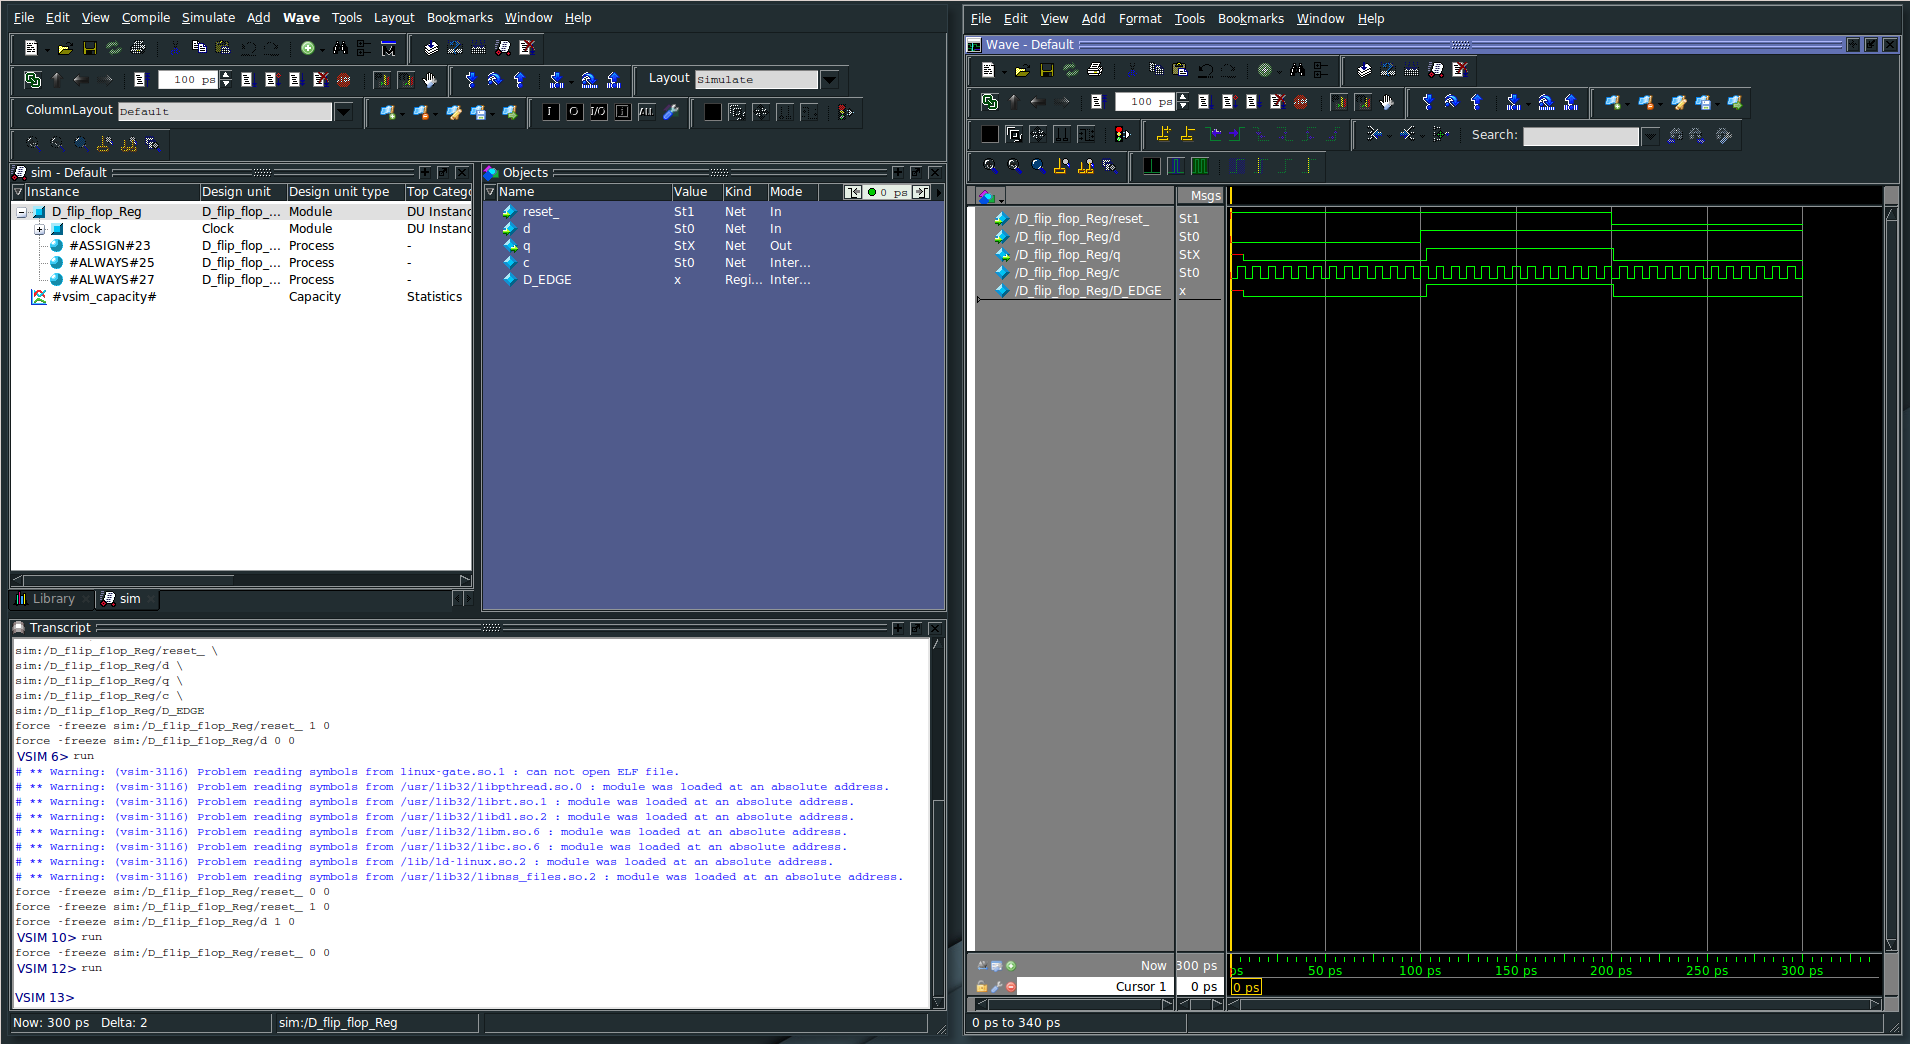 File Edit View Compile Simulate Add Wave Tools Layout Bookmarks Window Help
100 ps
Layout Simulate
ColumnLayout Default
sim - Default
Instance Design unit Design unit type Top Categ
D_flip_flop_Reg D_flip_flop_... Module DU Instanc
clock Clock Module DU Instanc
#ASSIGN#23 D_flip_flop_... Process -
#ALWAYS#25 D_flip_flop_... Process -
#ALWAYS#27 D_flip_flop_... Process -
#vsim_capacity# Capacity Statistics
Library sim
Objects
Name Value Kind Mode 0 ps
reset_ St1 Net In
d St0 Net In
q StX Net Out
c St0 Net Inter...
D_EDGE x Regi... Inter...
Transcript
sim:/D_flip_flop_Reg/reset_ \
sim:/D_flip_flop_Reg/d \
sim:/D_flip_flop_Reg/q \
sim:/D_flip_flop_Reg/c \
sim:/D_flip_flop_Reg/D_EDGE
force -freeze sim:/D_flip_flop_Reg/reset_ 1 0
force -freeze sim:/D_flip_flop_Reg/d 0 0
VSIM 6> run
# ** Warning: (vsim-3116) Problem reading symbols from linux-gate.so.1 : can not open ELF file.
# ** Warning: (vsim-3116) Problem reading symbols from /usr/lib32/libpthread.so.0 : module was loaded at an absolute address.
# ** Warning: (vsim-3116) Problem reading symbols from /usr/lib32/librt.so.1 : module was loaded at an absolute address.
# ** Warning: (vsim-3116) Problem reading symbols from /usr/lib32/libdl.so.2 : module was loaded at an absolute address.
# ** Warning: (vsim-3116) Problem reading symbols from /usr/lib32/libm.so.6 : module was loaded at an absolute address.
# ** Warning: (vsim-3116) Problem reading symbols from /usr/lib32/libc.so.6 : module was loaded at an absolute address.
# ** Warning: (vsim-3116) Problem reading symbols from /lib/ld-linux.so.2 : module was loaded at an absolute address.
# ** Warning: (vsim-3116) Problem reading symbols from /usr/lib32/libnss_files.so.2 : module was loaded at an absolute address.
force -freeze sim:/D_flip_flop_Reg/reset_ 0 0
force -freeze sim:/D_flip_flop_Reg/reset_ 1 0
force -freeze sim:/D_flip_flop_Reg/d 1 0
VSIM 10> run
force -freeze sim:/D_flip_flop_Reg/reset_ 0 0
VSIM 12> run
VSIM 13>
Now: 300 ps Delta: 2 sim:/D_flip_flop_Reg
File Edit View Add Format Tools Bookmarks Window Help
Wave - Default
100 ps
Search:
Msgs
/D_flip_flop_Reg/reset_ St1
/D_flip_flop_Reg/d St0
/D_flip_flop_Reg/q StX
/D_flip_flop_Reg/c St0
/D_flip_flop_Reg/D_EDGE x
Now 300 ps ps 50 ps 100 ps 150 ps 200 ps 250 ps 300 ps
Cursor 1 0 ps 0 ps
0 ps to 340 ps